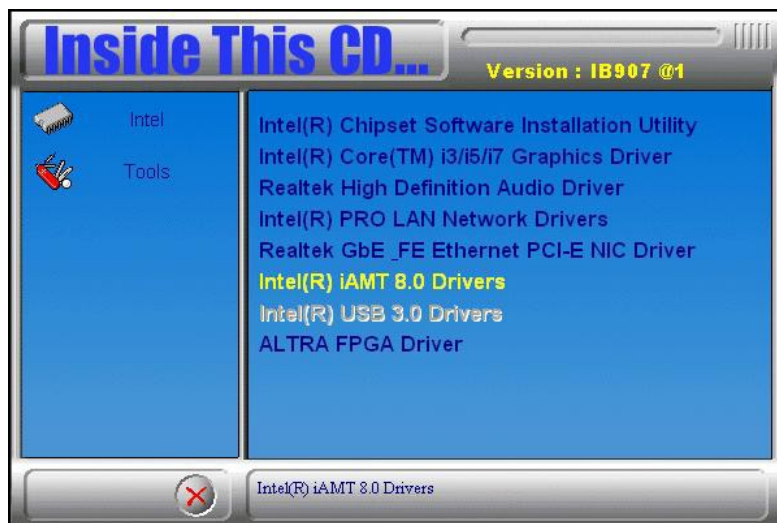 Inside This CD...
Version : IB907 @1
Intel
Tools
Intel(R) Chipset Software Installation Utility
Intel(R) Core(TM) i3/i5/i7 Graphics Driver
Realtek High Definition Audio Driver
Intel(R) PRO LAN Network Drivers
Realtek GbE _FE Ethernet PCI-E NIC Driver
Intel(R) iAMT 8.0 Drivers
Intel(R) USB 3.0 Drivers
ALTRA FPGA Driver
Intel(R) iAMT 8.0 Drivers